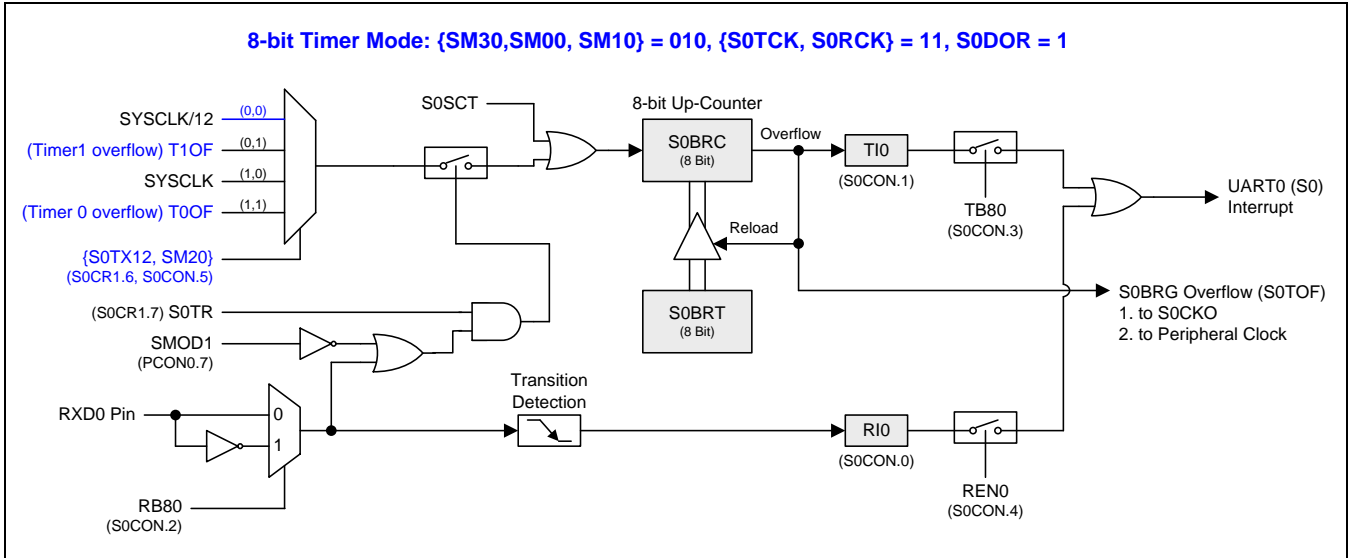 8-bit Timer Mode: {SM30,SM00, SM10} = 010, {S0TCK, S0RCK} = 11, S0DOR = 1
SYSCLK/12
(0,0)
(Timer1 overflow) T1OF
(0,1)
SYSCLK
(1,0)
(Timer 0 overflow) T0OF
(1,1)
{S0TX12, SM20}
(S0CR1.6, S0CON.5)
(S0CR1.7) S0TR
SMOD1
(PCON0.7)
RXD0 Pin
0
1
RB80
(S0CON.2)
S0SCT
8-bit Up-Counter
S0BRC
(8 Bit)
Overflow
Reload
S0BRT
(8 Bit)
TI0
(S0CON.1)
TB80
(S0CON.3)
UART0 (S0)
Interrupt
S0BRG Overflow (S0TOF)
1. to S0CKO
2. to Peripheral Clock
Transition
Detection
RI0
(S0CON.0)
REN0
(S0CON.4)